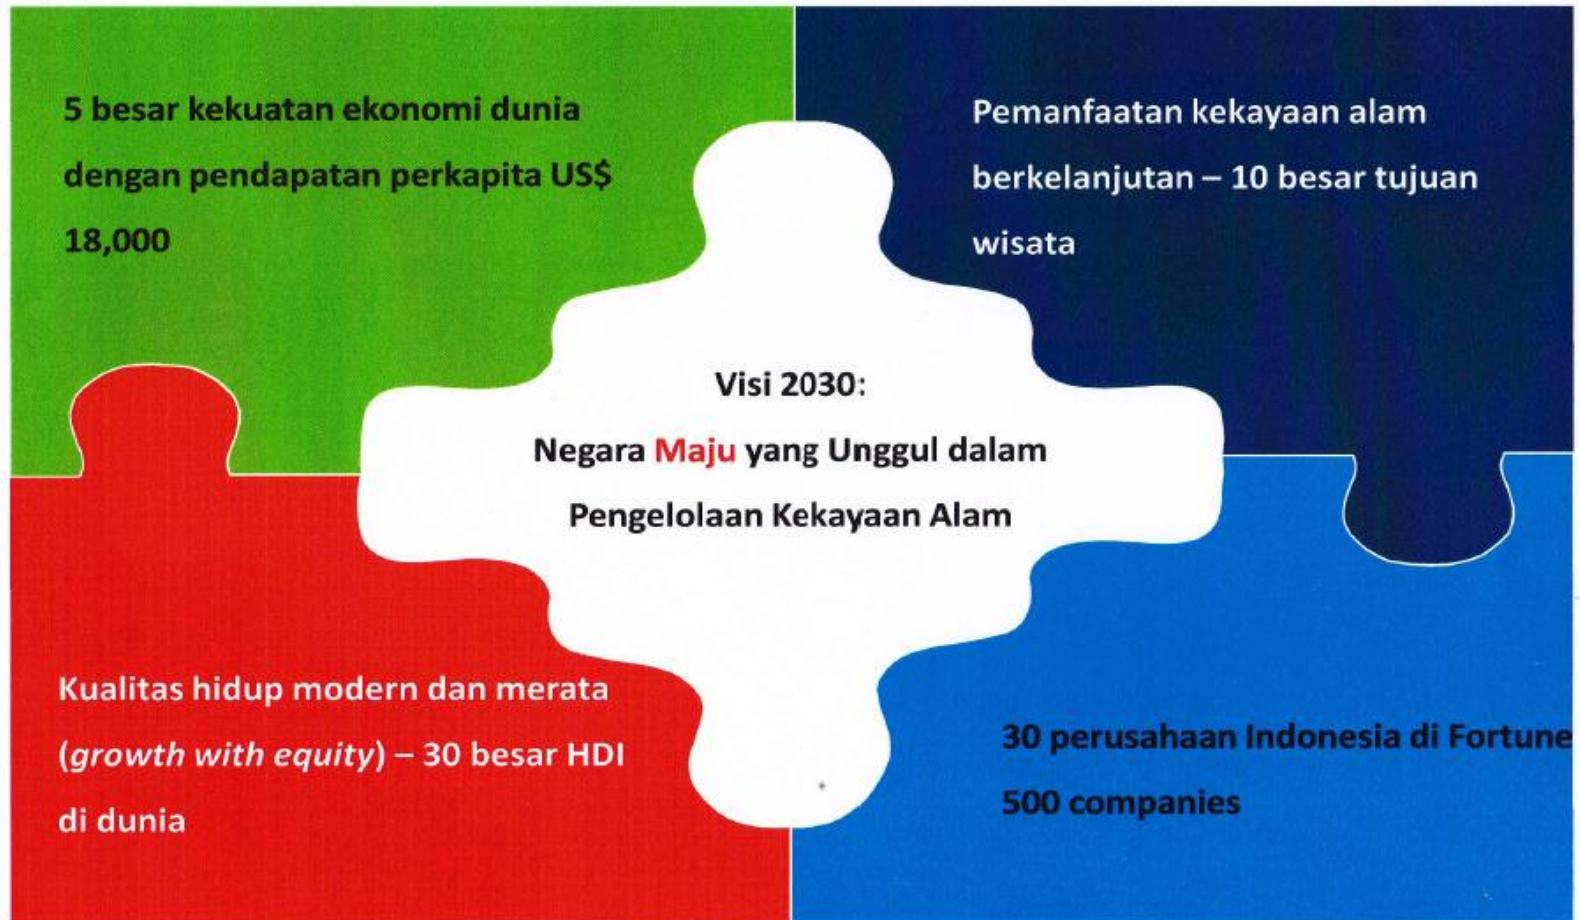 5 besar kekuatan ekonomi dunia
dengan pendapatan perkapita US$
18,000
Pemanfaatan kekayaan alam
berkelanjutan – 10 besar tujuan
wisata
Visi 2030:
Negara Maju yang Unggul dalam
Pengelolaan Kekayaan Alam
Kualitas hidup modern dan merata
(growth with equity) – 30 besar HDI
di dunia
30 perusahaan Indonesia di Fortune
500 companies